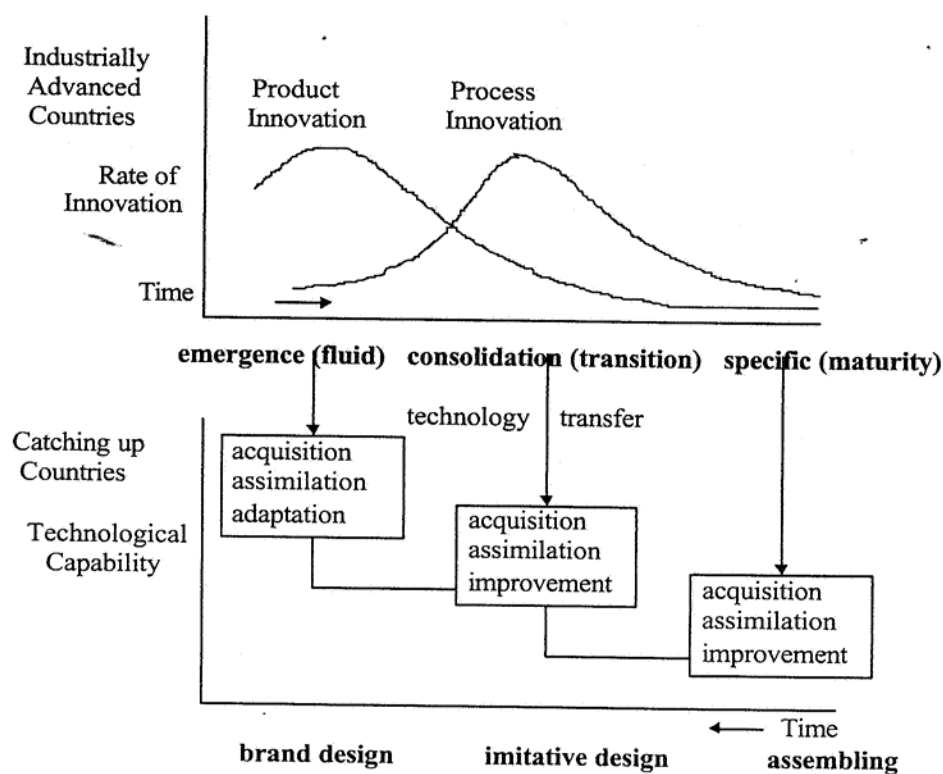 Industrially
Advanced
Countries
Product
Innovation
Process
Innovation
Rate of
Innovation
Time
emergence (fluid) consolidation (transition) specific (maturity)
technology transfer
Catching up
Countries
Technological
Capability
acquisition
assimilation
adaptation
acquisition
assimilation
improvement
acquisition
assimilation
improvement
Time
brand design imitative design assembling